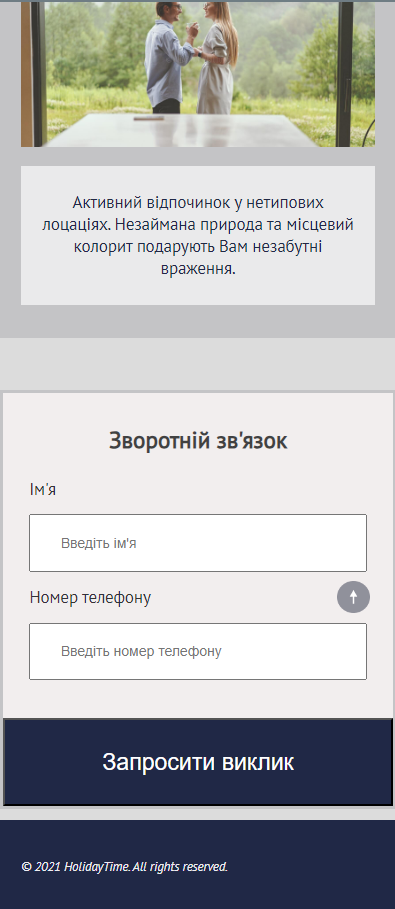 Активний відпочинок у нетипових
лоцаціях. Незаймана природа та місцевий
колорит подарують Вам незабутні
враження.
Зворотній зв'язок
Ім'я
Введіть ім'я
Номер телефону
Введіть номер телефону
Запросити виклик
© 2021 HolidayTime. All rights reserved.